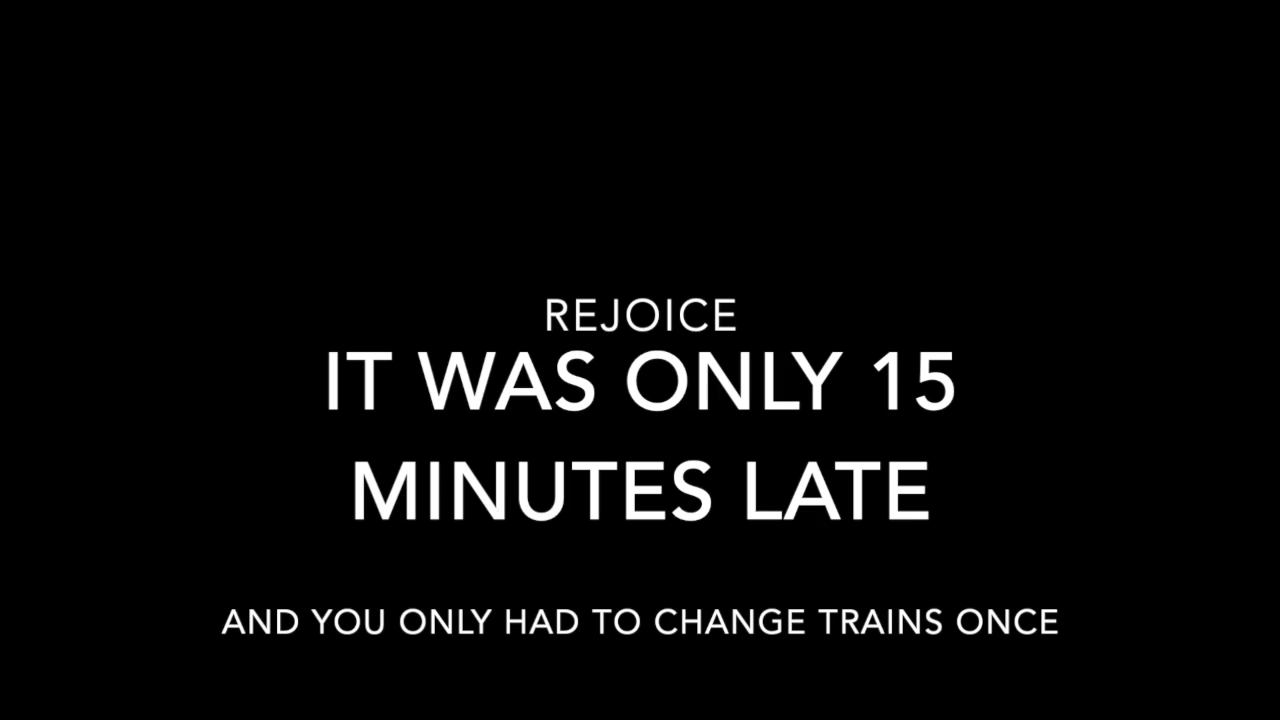 REJOICE
IT WAS ONLY 15
MINUTES LATE
AND YOU ONLY HAD TO CHANGE TRAINS ONCE